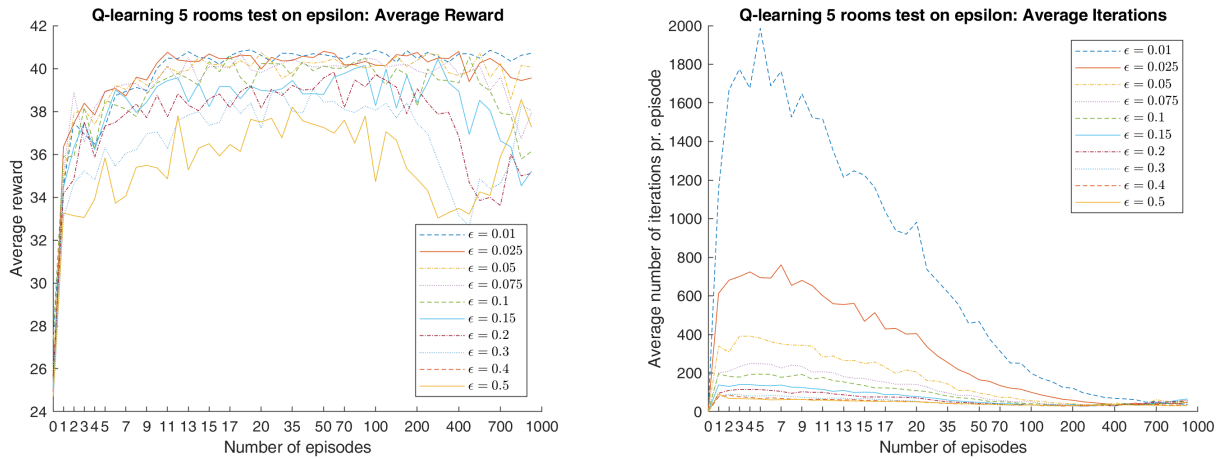 Q-learning 5 rooms test on epsilon: Average Reward
Average reward
42
40
38
36
34
32
30
28
26
24
0 1 2 3 4 5 7 9 11 13 15 17 20 35 50 70 100 200 400 700 1000
Number of episodes
ϵ = 0.01
ϵ = 0.025
ϵ = 0.05
ϵ = 0.075
ϵ = 0.1
ϵ = 0.15
ϵ = 0.2
ϵ = 0.3
ϵ = 0.4
ϵ = 0.5
Q-learning 5 rooms test on epsilon: Average Iterations
Average number of iterations pr. episode
2000
1800
1600
1400
1200
1000
800
600
400
200
0
0 1 2 3 4 5 7 9 11 13 15 17 20 35 50 70 100 200 400 700 1000
Number of episodes
ϵ = 0.01
ϵ = 0.025
ϵ = 0.05
ϵ = 0.075
ϵ = 0.1
ϵ = 0.15
ϵ = 0.2
ϵ = 0.3
ϵ = 0.4
ϵ = 0.5